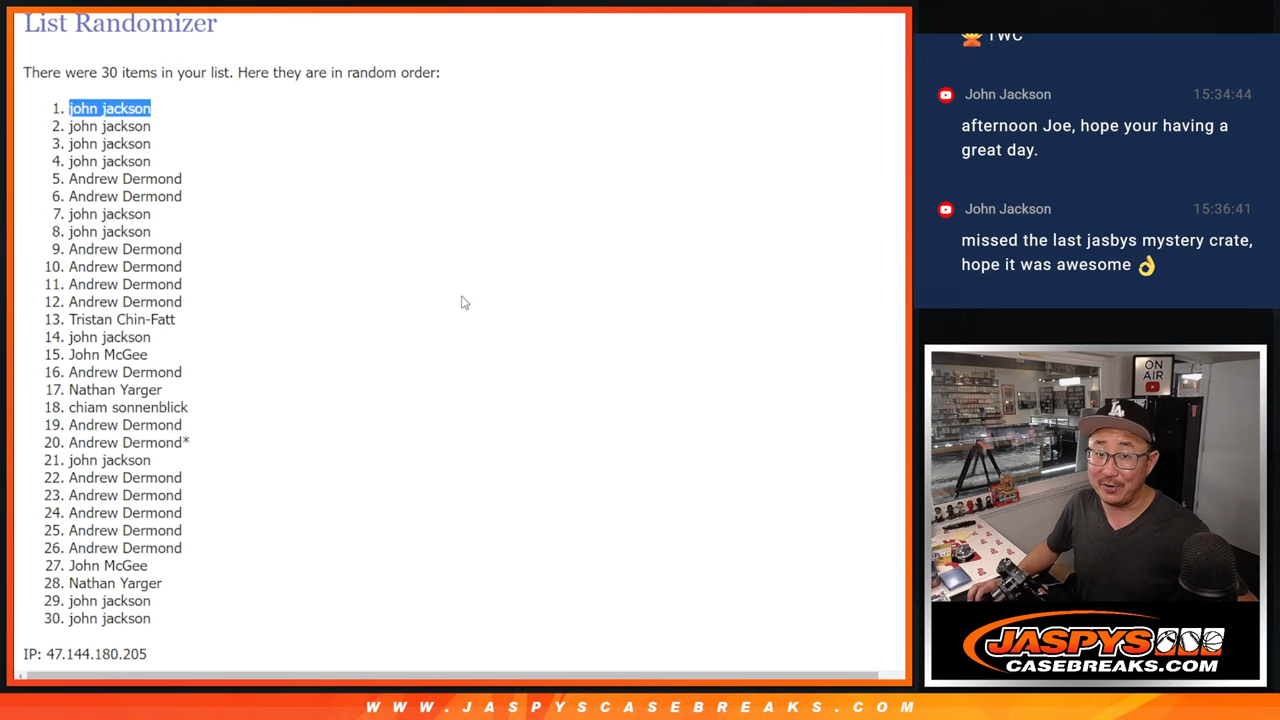 List Randomizer
There were 30 items in your list. Here they are in random order:
1. john jackson
2. john jackson
3. john jackson
4. john jackson
5. Andrew Dermond
6. Andrew Dermond
7. john jackson
8. john jackson
9. Andrew Dermond
10. Andrew Dermond
11. Andrew Dermond
12. Andrew Dermond
13. Tristan Chin-Fatt
14. john jackson
15. John McGee
16. Andrew Dermond
17. Nathan Yarger
18. chiam sonnenblick
19. Andrew Dermond
20. Andrew Dermond*
21. john jackson
22. Andrew Dermond
23. Andrew Dermond
24. Andrew Dermond
25. Andrew Dermond
26. Andrew Dermond
27. John McGee
28. Nathan Yarger
29. john jackson
30. john jackson
IP: 47.144.180.205
TWC
John Jackson 15:34:44
afternoon Joe, hope your having a
great day.
John Jackson 15:36:41
missed the last jasbys mystery crate,
hope it was awesome 👌
ON
AIR
LA
JASPYS
CASEBREAKS.COM
WWW.JASPYSCASEBREAKS.COM